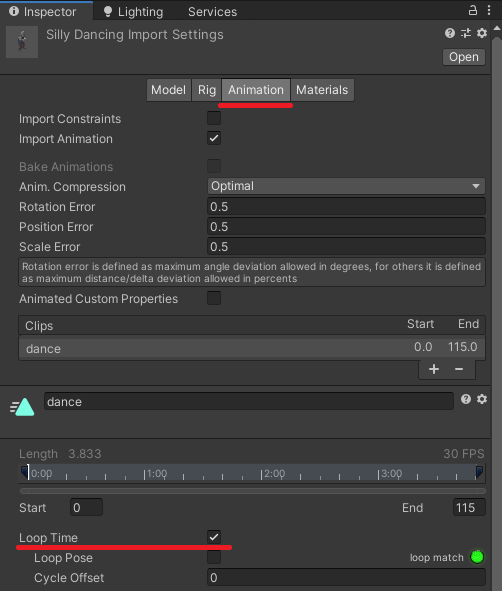 Inspector Lighting Services
Silly Dancing Import Settings
Open
Model Rig Animation Materials
Import Constraints
Import Animation
Bake Animations
Anim. Compression Optimal
Rotation Error 0.5
Position Error 0.5
Scale Error 0.5
Rotation error is defined as maximum angle deviation allowed in degrees, for others it is defined
as maximum distance/delta deviation allowed in percents
Animated Custom Properties
Clips Start End
dance 0.0 115.0
+ −
dance
Length 3.833 30 FPS
0:00 1:00 2:00 3:00
Start 0 End 115
Loop Time
Loop Pose loop match
Cycle Offset 0